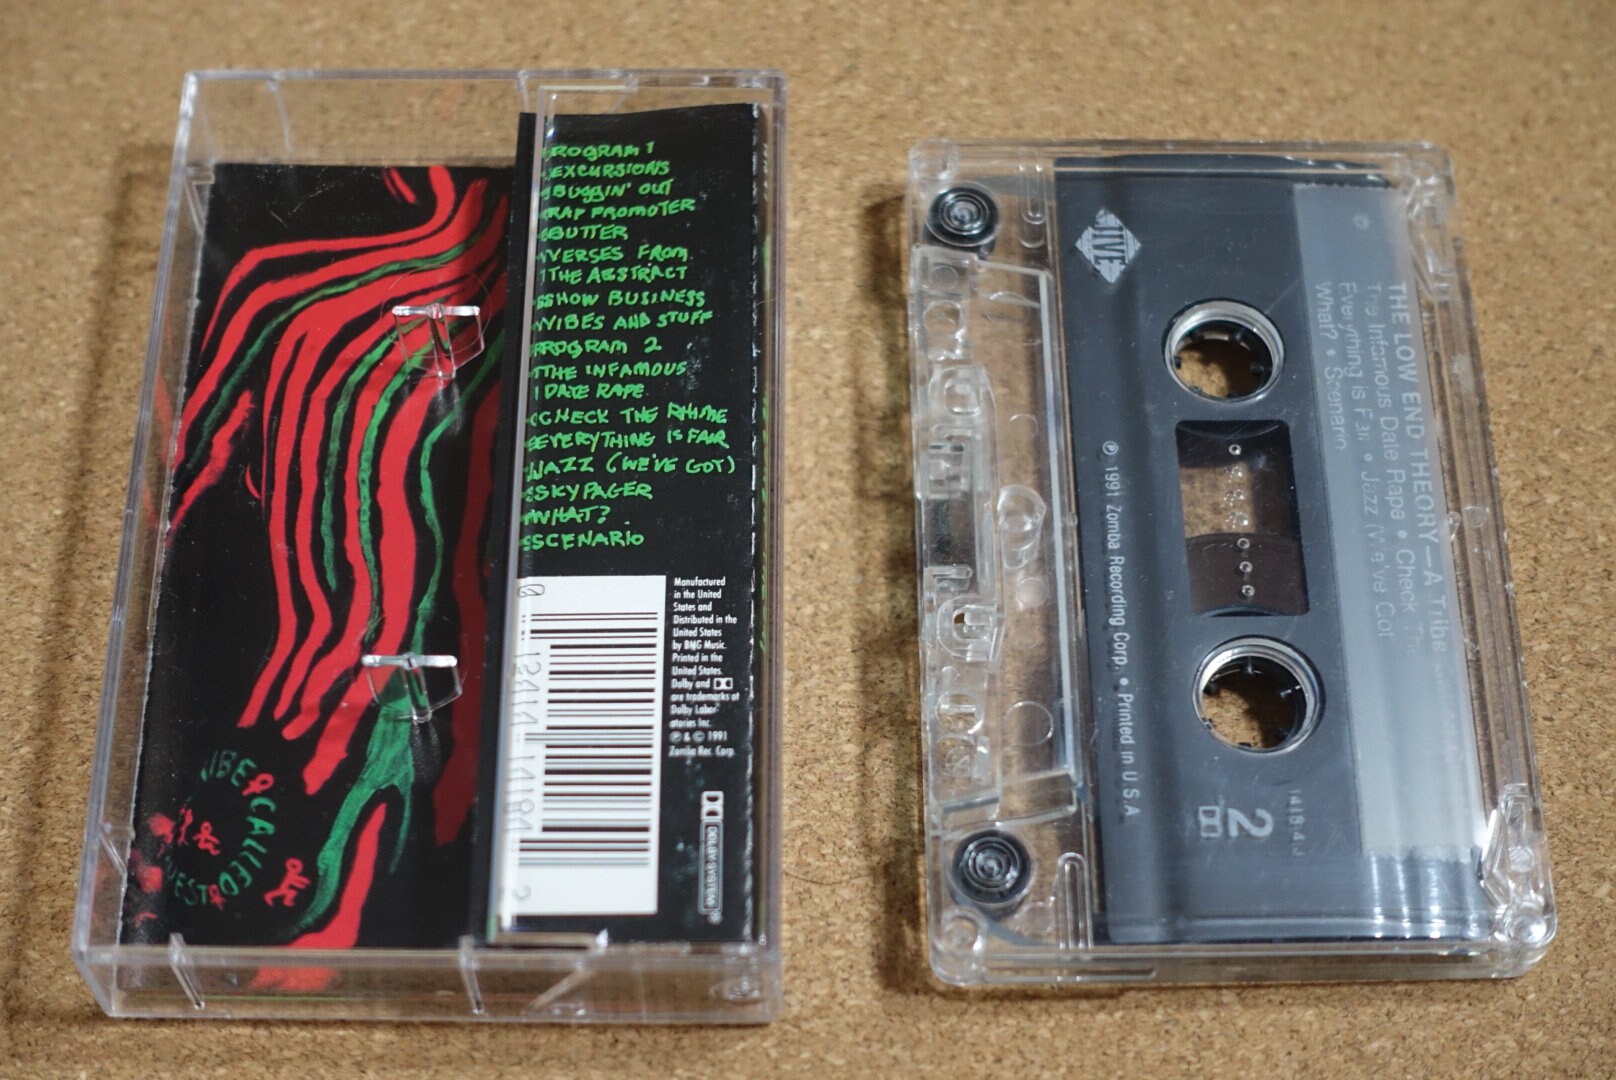 PROGRAM 1
EXCURSIONS
BUGGIN' OUT
RAP PROMOTER
BUTTER
VERSES FROM
THE ABSTRACT
SHOW BUSINESS
VIBES AND STUFF
PROGRAM 2
THE INFAMOUS
DATE RAPE
CHECK THE RHIME
EVERYTHING IS FAIR
JAZZ (WE'VE GOT)
SKYPAGER
WHAT?
SCENARIO
Manufactured
in the United
States and
Distributed in the
United States
by BMG Music.
Printed in the
United States.
Dolby and
are trademarks of
Dolby Labor-
atories Inc.
℗ & © 1991
Zomba Rec. Corp.
DOLBY SYSTEM
CALLED
JIVE
THE LOW END THEORY—A Tribe
The Infamous Date Rape • Check
Everything is Fair • Jazz (We've Got)
What? • Scenario
℗ 1991 Zomba Recording Corp. • Printed in U.S.A.
1418-4-J
2